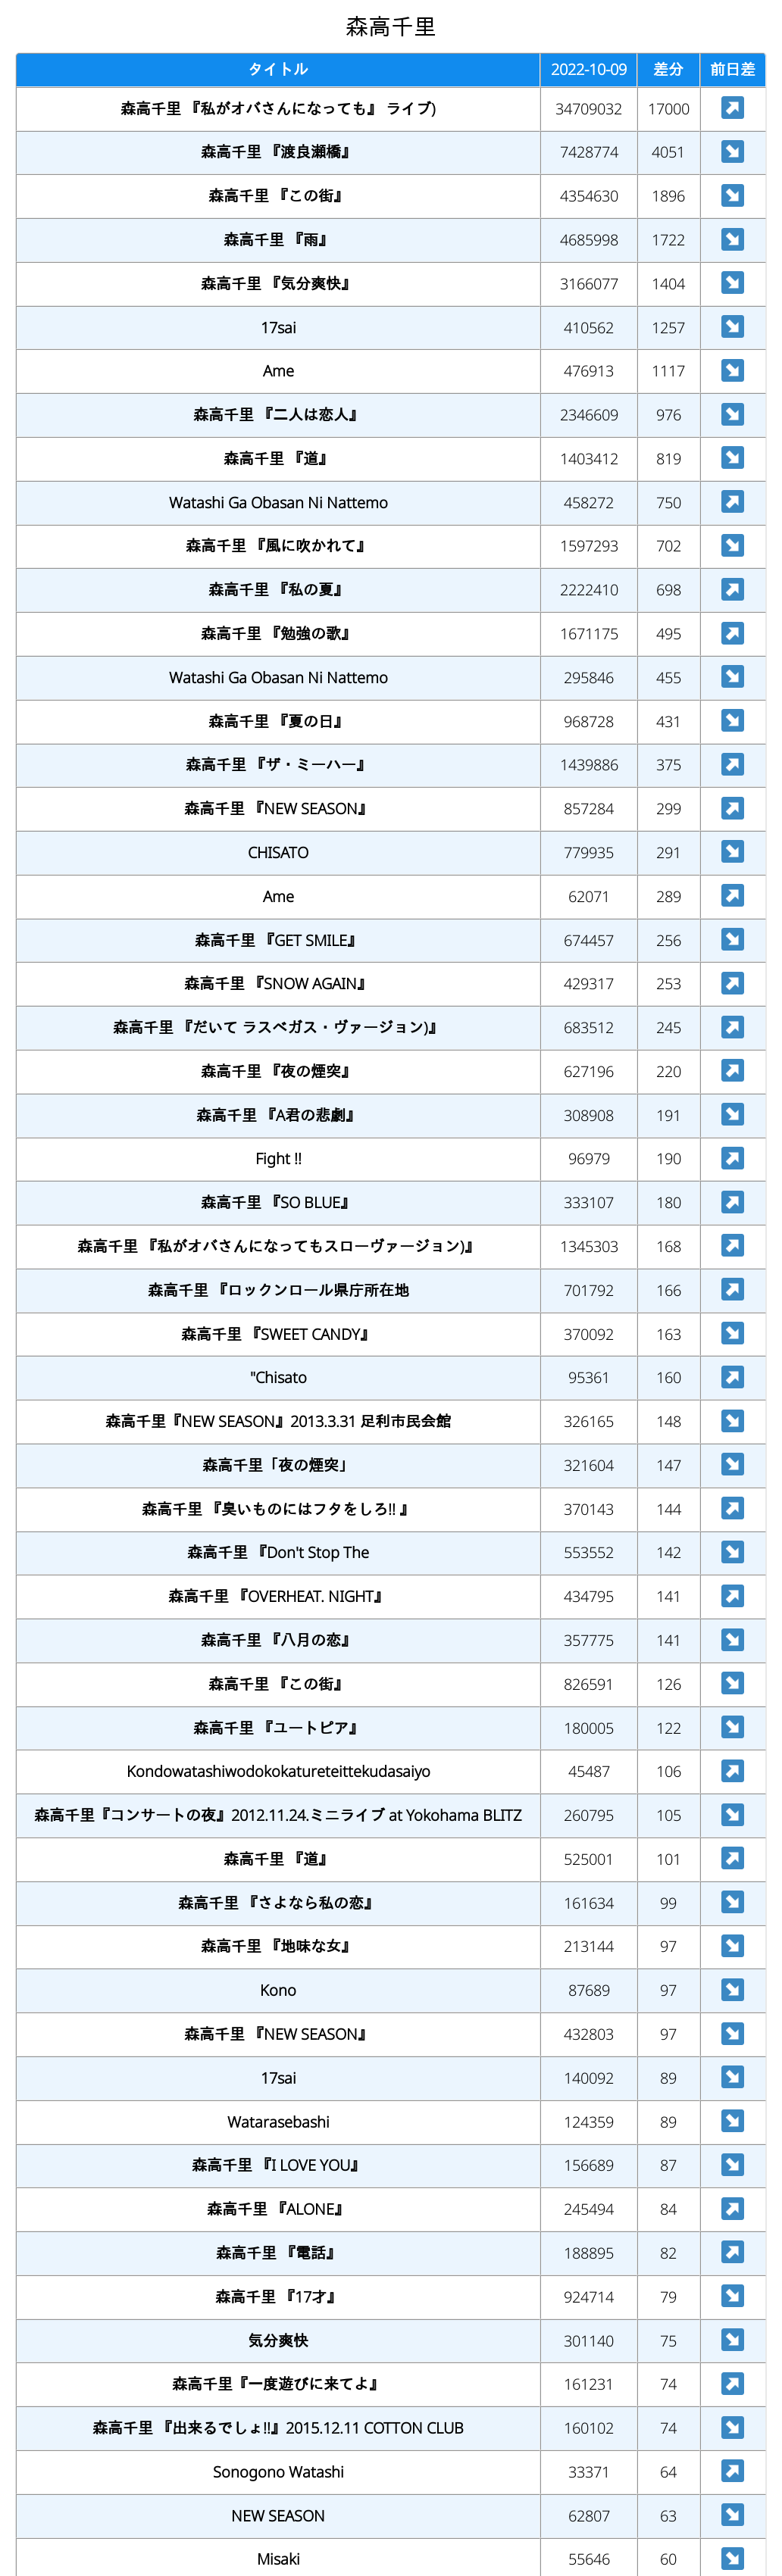 森高千里
タイトル 2022-10-09 差分 前日差
森高千里 『私がオバさんになっても』 ライブ) 34709032 17000
森高千里 『渡良瀬橋』 7428774 4051
森高千里 『この街』 4354630 1896
森高千里 『雨』 4685998 1722
森高千里 『気分爽快』 3166077 1404
17sai 410562 1257
Ame 476913 1117
森高千里 『二人は恋人』 2346609 976
森高千里 『道』 1403412 819
Watashi Ga Obasan Ni Nattemo 458272 750
森高千里 『風に吹かれて』 1597293 702
森高千里 『私の夏』 2222410 698
森高千里 『勉強の歌』 1671175 495
Watashi Ga Obasan Ni Nattemo 295846 455
森高千里 『夏の日』 968728 431
森高千里 『ザ・ミーハー』 1439886 375
森高千里 『NEW SEASON』 857284 299
CHISATO 779935 291
Ame 62071 289
森高千里 『GET SMILE』 674457 256
森高千里 『SNOW AGAIN』 429317 253
森高千里 『だいて ラスベガス・ヴァージョン)』 683512 245
森高千里 『夜の煙突』 627196 220
森高千里 『A君の悲劇』 308908 191
Fight !! 96979 190
森高千里 『SO BLUE』 333107 180
森高千里 『私がオバさんになってもスローヴァージョン)』 1345303 168
森高千里 『ロックンロール県庁所在地 701792 166
森高千里 『SWEET CANDY』 370092 163
"Chisato 95361 160
森高千里『NEW SEASON』2013.3.31 足利市民会館 326165 148
森高千里「夜の煙突」 321604 147
森高千里 『臭いものにはフタをしろ!! 』 370143 144
森高千里 『Don't Stop The 553552 142
森高千里 『OVERHEAT. NIGHT』 434795 141
森高千里 『八月の恋』 357775 141
森高千里 『この街』 826591 126
森高千里 『ユートピア』 180005 122
Kondowatashiwodokokatureteittekudasaiyo 45487 106
森高千里『コンサートの夜』2012.11.24.ミニライブ at Yokohama BLITZ 260795 105
森高千里 『道』 525001 101
森高千里 『さよなら私の恋』 161634 99
森高千里 『地味な女』 213144 97
Kono 87689 97
森高千里 『NEW SEASON』 432803 97
17sai 140092 89
Watarasebashi 124359 89
森高千里 『I LOVE YOU』 156689 87
森高千里 『ALONE』 245494 84
森高千里 『電話』 188895 82
森高千里 『17才』 924714 79
気分爽快 301140 75
森高千里『一度遊びに来てよ』 161231 74
森高千里 『出来るでしょ!!』2015.12.11 COTTON CLUB 160102 74
Sonogono Watashi 33371 64
NEW SEASON 62807 63
Misaki 55646 60